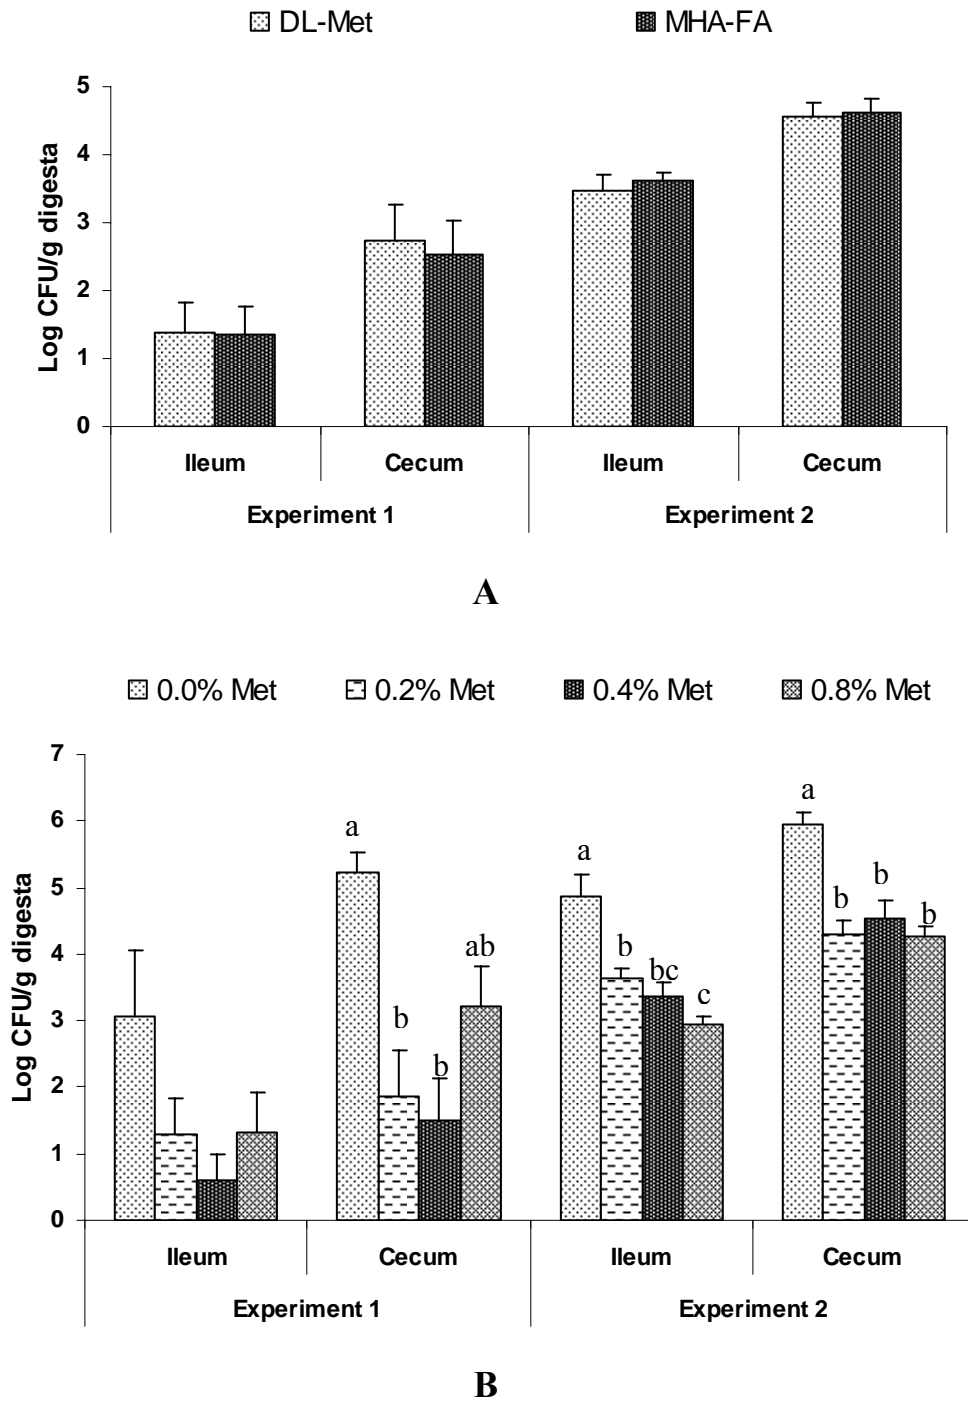 DL-Met MHA-FA
5
4
3
2
1
0
Log CFU/g digesta
Ileum Cecum Ileum Cecum
Experiment 1 Experiment 2
A
0.0% Met 0.2% Met 0.4% Met 0.8% Met
7
6
5
4
3
2
1
0
Log CFU/g digesta
a b b ab a b bc c a b b b
Ileum Cecum Ileum Cecum
Experiment 1 Experiment 2
B